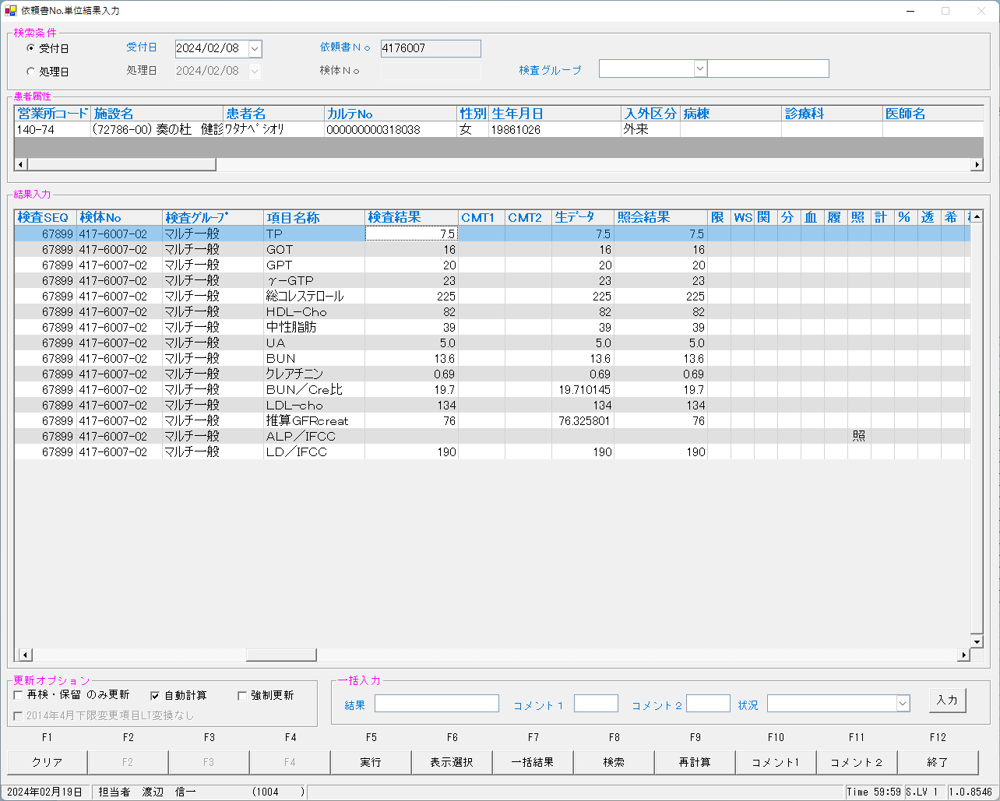 依頼書No.単位結果入力
検索条件
受付日 受付日 2024/02/08 依頼書Ｎｏ 4176007
処理日 処理日 2024/02/08 検体Ｎｏ 検査グループ
患者属性
営業所コード 施設名 患者名 カルテNo 性別 生年月日 入外区分 病棟 診療科 医師名
140-74 (72786-00) 奏の杜　健診 ﾜﾀﾅﾍﾞ ｼｵﾘ 000000000318038 女 19861026 外来
結果入力
検査SEQ 検体No 検査ｸﾞﾙｰﾌﾟ 項目名称 検査結果 CMT1 CMT2 生ﾃﾞｰﾀ 照会結果 限 WS 関 分 血 履 照 計 % 透 希
67899 417-6007-02 マルチ一般 TP 7.5 7.5 7.5
67899 417-6007-02 マルチ一般 GOT 16 16 16
67899 417-6007-02 マルチ一般 GPT 20 20 20
67899 417-6007-02 マルチ一般 γ－GTP 23 23 23
67899 417-6007-02 マルチ一般 総コレステロール 225 225 225
67899 417-6007-02 マルチ一般 HDL－Cho 82 82 82
67899 417-6007-02 マルチ一般 中性脂肪 39 39 39
67899 417-6007-02 マルチ一般 UA 5.0 5.0 5.0
67899 417-6007-02 マルチ一般 BUN 13.6 13.6 13.6
67899 417-6007-02 マルチ一般 クレアチニン 0.69 0.69 0.69
67899 417-6007-02 マルチ一般 BUN／Cre比 19.7 19.710145 19.7
67899 417-6007-02 マルチ一般 LDL－cho 134 134 134
67899 417-6007-02 マルチ一般 推算GFRcreat 76 76.325801 76
67899 417-6007-02 マルチ一般 ALP／IFCC 照
67899 417-6007-02 マルチ一般 LD／IFCC 190 190 190
更新オプション 一括入力
再検・保留 のみ更新 自動計算 強制更新
結果 コメント１ コメント２ 状況 入力
2014年4月下限変更項目LT変換なし
F1 F2 F3 F4 F5 F6 F7 F8 F9 F10 F11 F12
クリア F2 F3 F4 実行 表示選択 一括結果 検索 再計算 コメント1 コメント２ 終了
2024年02月19日 担当者　渡辺　信一 (1004 ) Time 59:59 S.LV 1 1.0.8546